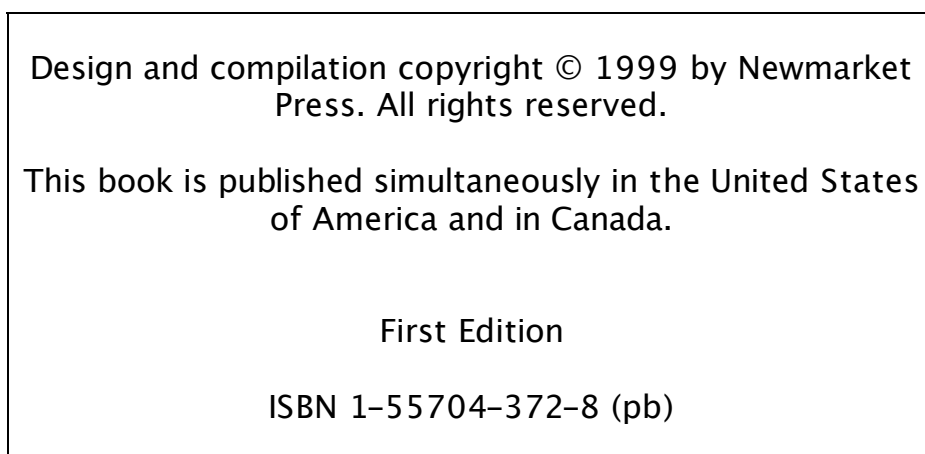 Design and compilation copyright © 1999 by Newmarket
Press. All rights reserved.
This book is published simultaneously in the United States
of America and in Canada.
First Edition
ISBN 1-55704-372-8 (pb)